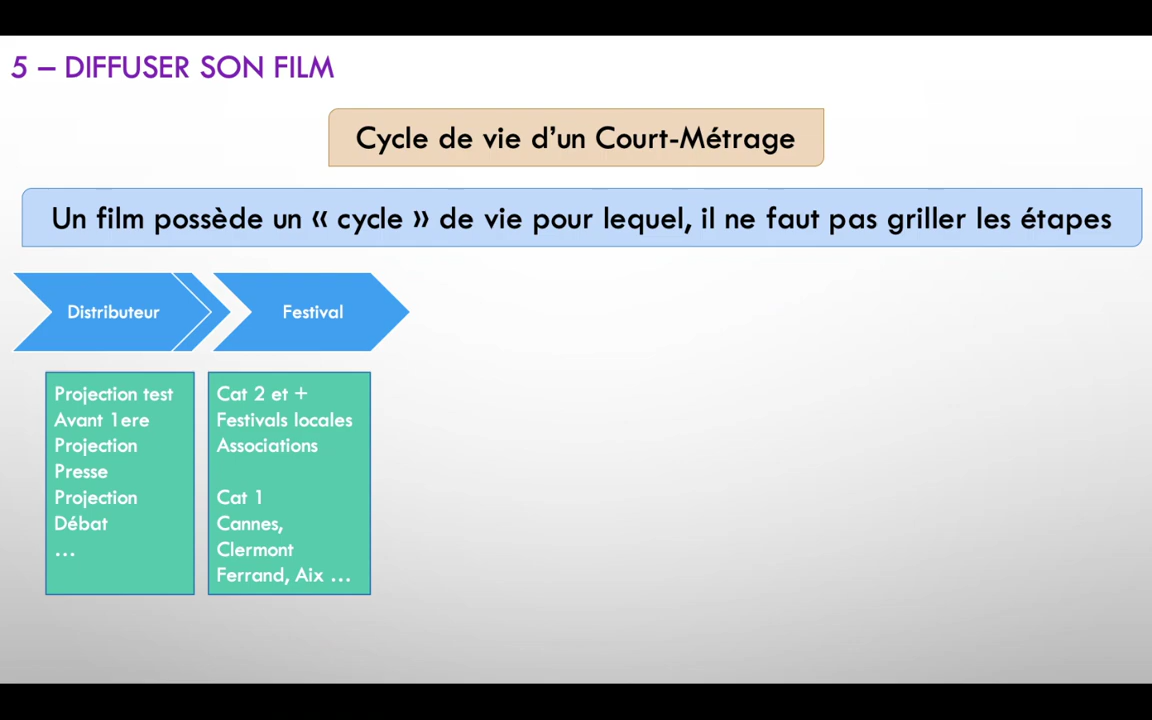 5 – DIFFUSER SON FILM
Cycle de vie d’un Court-Métrage
Un film possède un « cycle » de vie pour lequel, il ne faut pas griller les étapes
Distributeur
Festival
Projection test
Avant 1ere
Projection
Presse
Projection
Débat
…
Cat 2 et +
Festivals locales
Associations
Cat 1
Cannes,
Clermont
Ferrand, Aix …